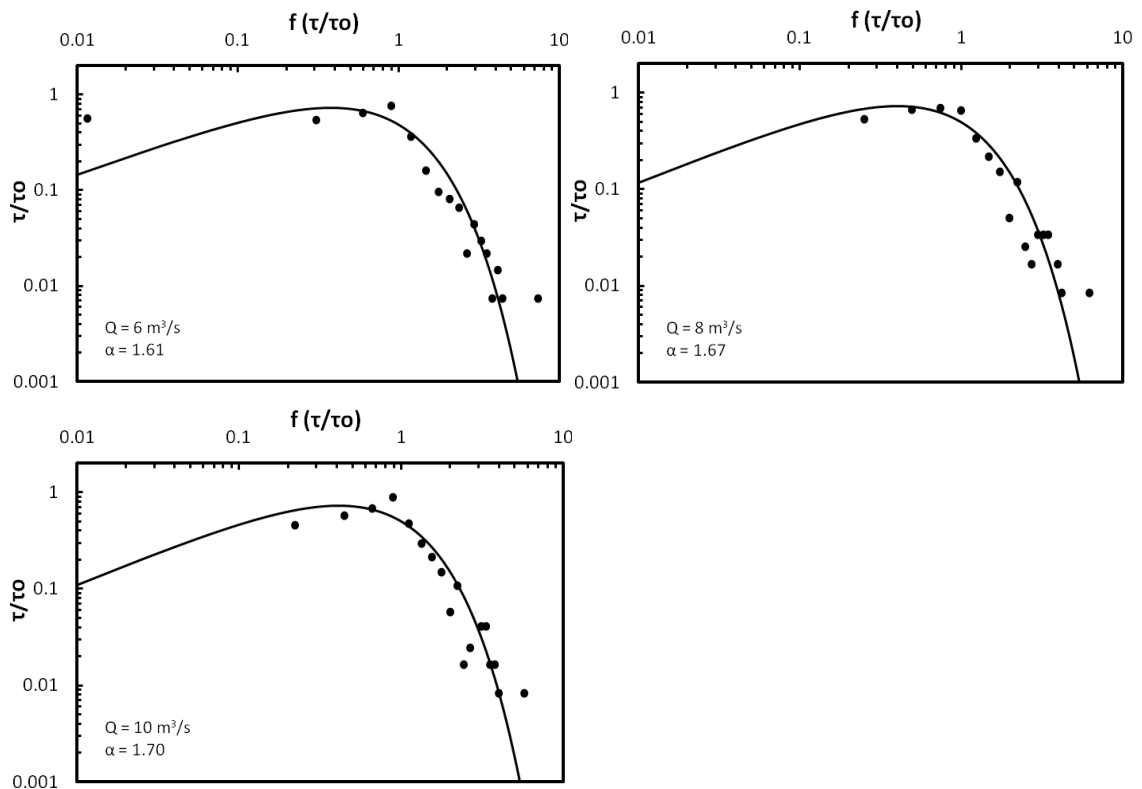 f (τ/τo)
0.01 0.1 1 10
1
0.1
0.01
0.001
τ/τo
Q = 6 m³/s
α = 1.61
f (τ/τo)
0.01 0.1 1 10
1
0.1
0.01
0.001
τ/τo
Q = 8 m³/s
α = 1.67
f (τ/τo)
0.01 0.1 1 10
1
0.1
0.01
0.001
τ/τo
Q = 10 m³/s
α = 1.70